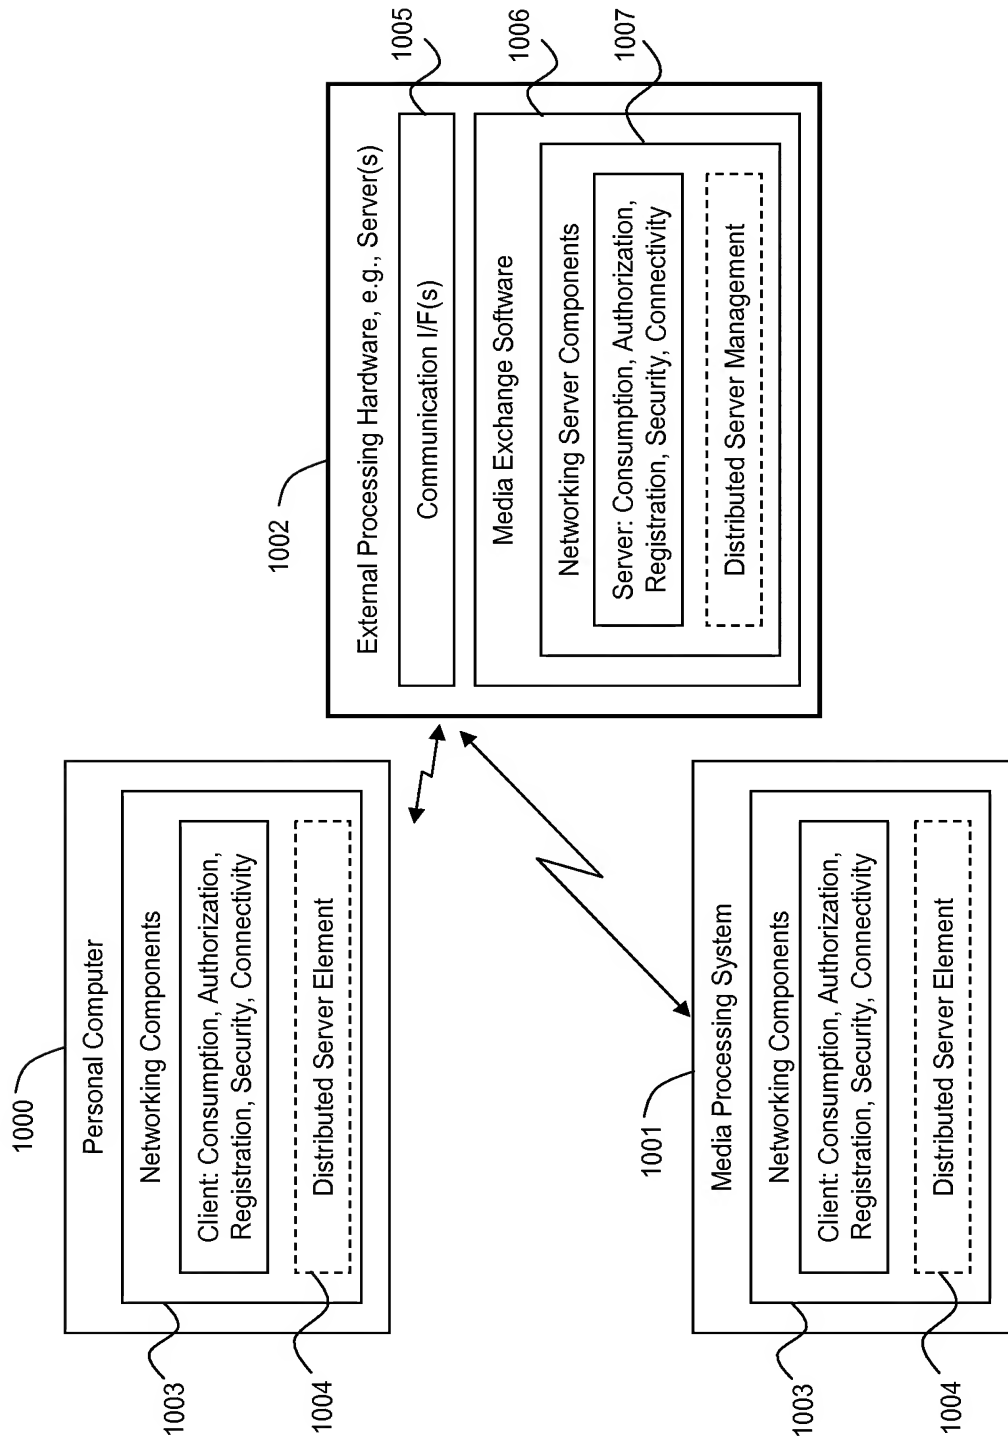 1000
Personal Computer
Networking Components
Client: Consumption, Authorization,
Registration, Security, Connectivity
Distributed Server Element
1003
1004
1002
External Processing Hardware, e.g., Server(s)
Communication I/F(s)
Media Exchange Software
Networking Server Components
Server: Consumption, Authorization,
Registration, Security, Connectivity
Distributed Server Management
1005
1006
1007
1001
Media Processing System
Networking Components
Client: Consumption, Authorization,
Registration, Security, Connectivity
Distributed Server Element
1003
1004